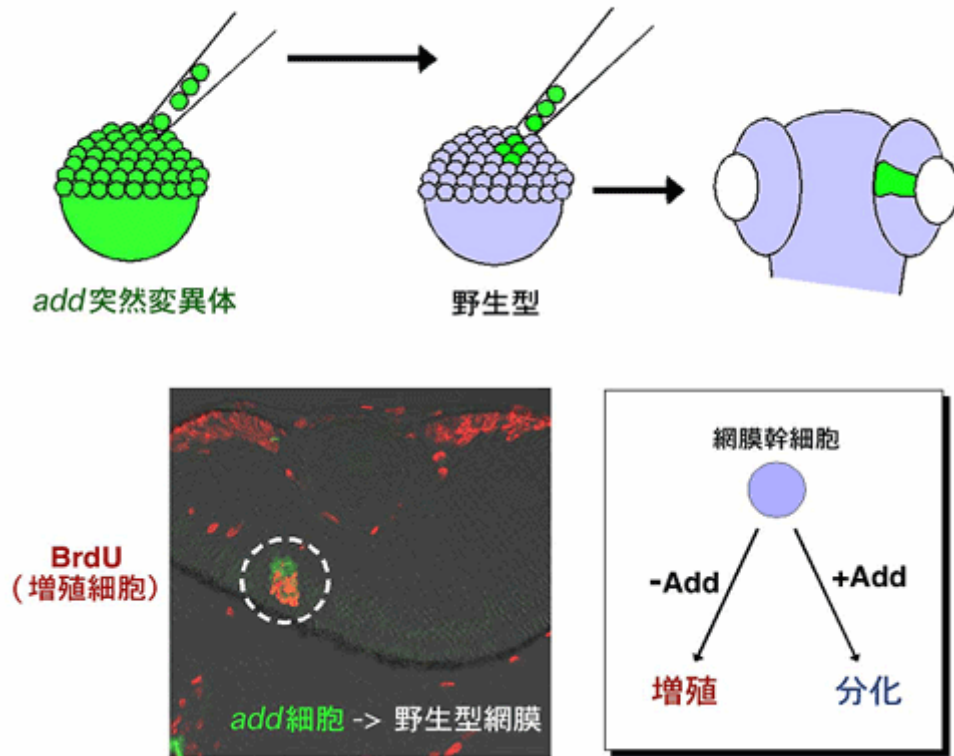 add突然変異体
野生型
BrdU
(増殖細胞)
add細胞 -> 野生型網膜
網膜幹細胞
-Add
+Add
増殖
分化